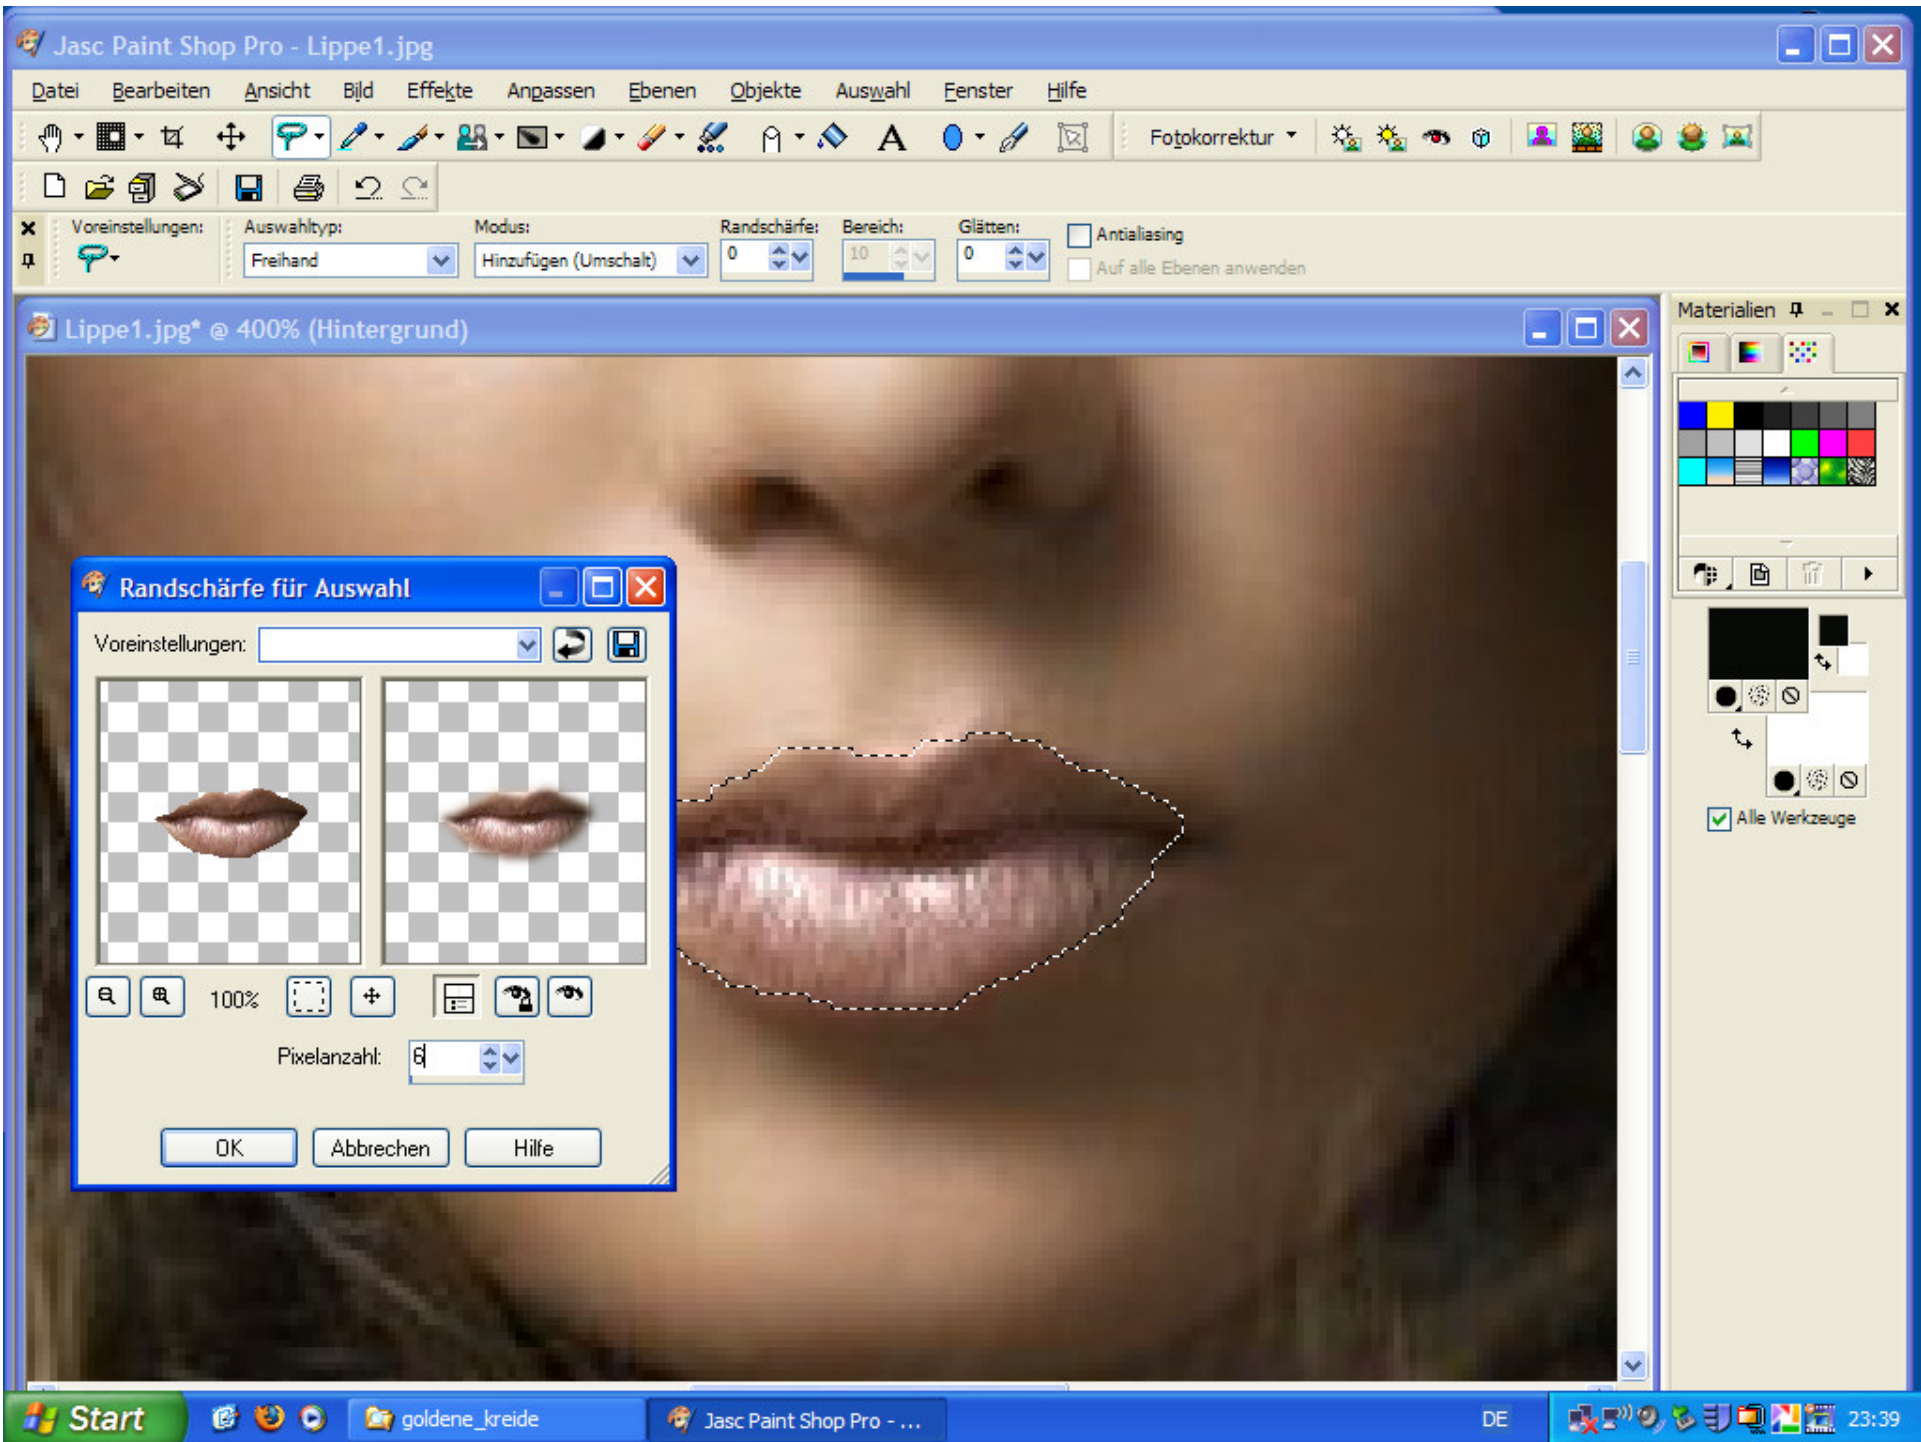 Jasc Paint Shop Pro - Lippe1.jpg
Datei Bearbeiten Ansicht Bild Effekte Anpassen Ebenen Objekte Auswahl Fenster Hilfe
A Fotokorrektur
Voreinstellungen: Auswahltyp: Modus: Randschärfe: Bereich: Glätten: Antialiasing
Freihand Hinzufügen (Umschalt) 0 10 0 Auf alle Ebenen anwenden
Lippe1.jpg* @ 400% (Hintergrund)
Materialien
Randschärfe für Auswahl
Voreinstellungen:
100%
Pixelanzahl: 6
OK Abbrechen Hilfe
Alle Werkzeuge
Start goldene_kreide Jasc Paint Shop Pro - ... DE 23:39